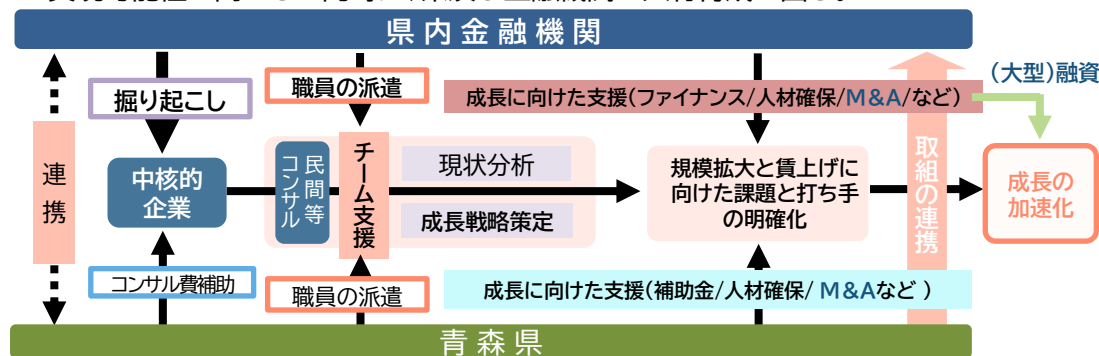 県内金融機関
掘り起こし
職員の派遣
成長に向けた支援(ファイナンス/人材確保/M&A/など)
(大型)融資
連携
中核的
企業
民間等
コンサル
チーム支援
現状分析
成長戦略策定
規模拡大と賃上げに
向けた課題と打ち手
の明確化
取組の連携
成長の
加速化
コンサル費補助
職員の派遣
成長に向けた支援(補助金/人材確保/ M&Aなど )
青森県